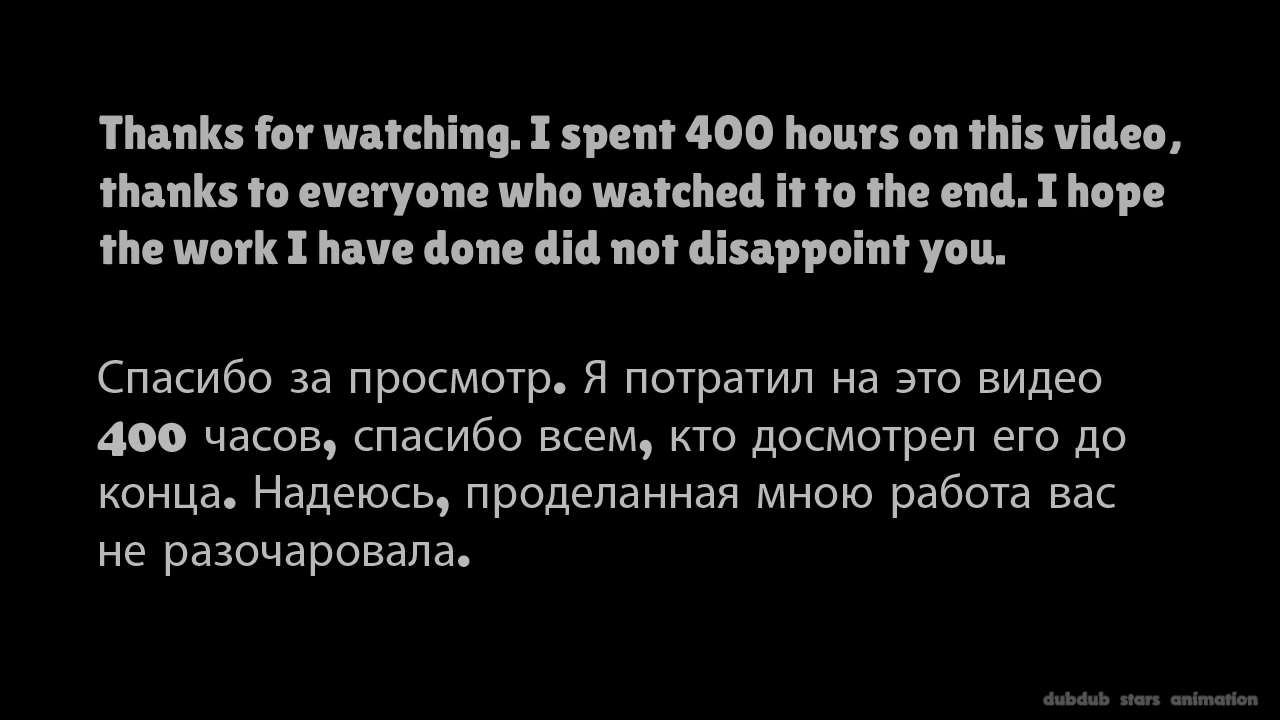 Thanks for watching. I spent 400 hours on this video,
thanks to everyone who watched it to the end. I hope
the work I have done did not disappoint you.
Спасибо за просмотр. Я потратил на это видео
400 часов, спасибо всем, кто досмотрел его до
конца. Надеюсь, проделанная мною работа вас
не разочаровала.
dubdub stars animation